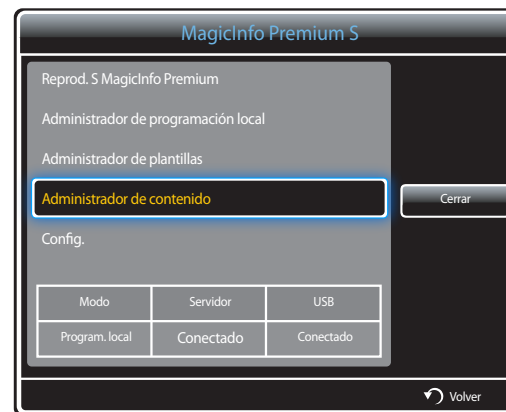 MagicInfo Premium S
Reprod. S MagicInfo Premium
Administrador de programación local
Administrador de plantillas
Administrador de contenido
Cerrar
Config.
Modo Servidor USB
Program. local Conectado Conectado
Volver